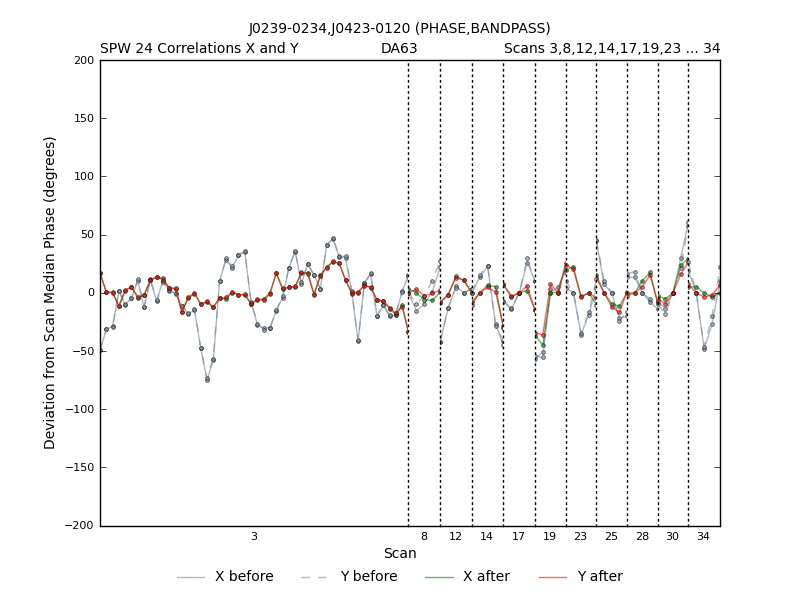 J0239-0234,J0423-0120 (PHASE,BANDPASS)
SPW 24 Correlations X and Y DA63 Scans 3,8,12,14,17,19,23 ... 34
200
150
100
50
0
−50
−100
−150
−200
Deviation from Scan Median Phase (degrees)
3 8 12 14 17 19 23 25 28 30 34
Scan
X before Y before X after Y after